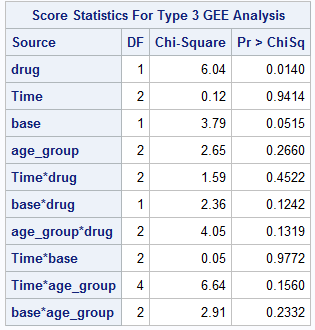 Score Statistics For Type 3 GEE Analysis
Source DF Chi-Square Pr > ChiSq
drug 1 6.04 0.0140
Time 2 0.12 0.9414
base 1 3.79 0.0515
age_group 2 2.65 0.2660
Time*drug 2 1.59 0.4522
base*drug 1 2.36 0.1242
age_group*drug 2 4.05 0.1319
Time*base 2 0.05 0.9772
Time*age_group 4 6.64 0.1560
base*age_group 2 2.91 0.2332